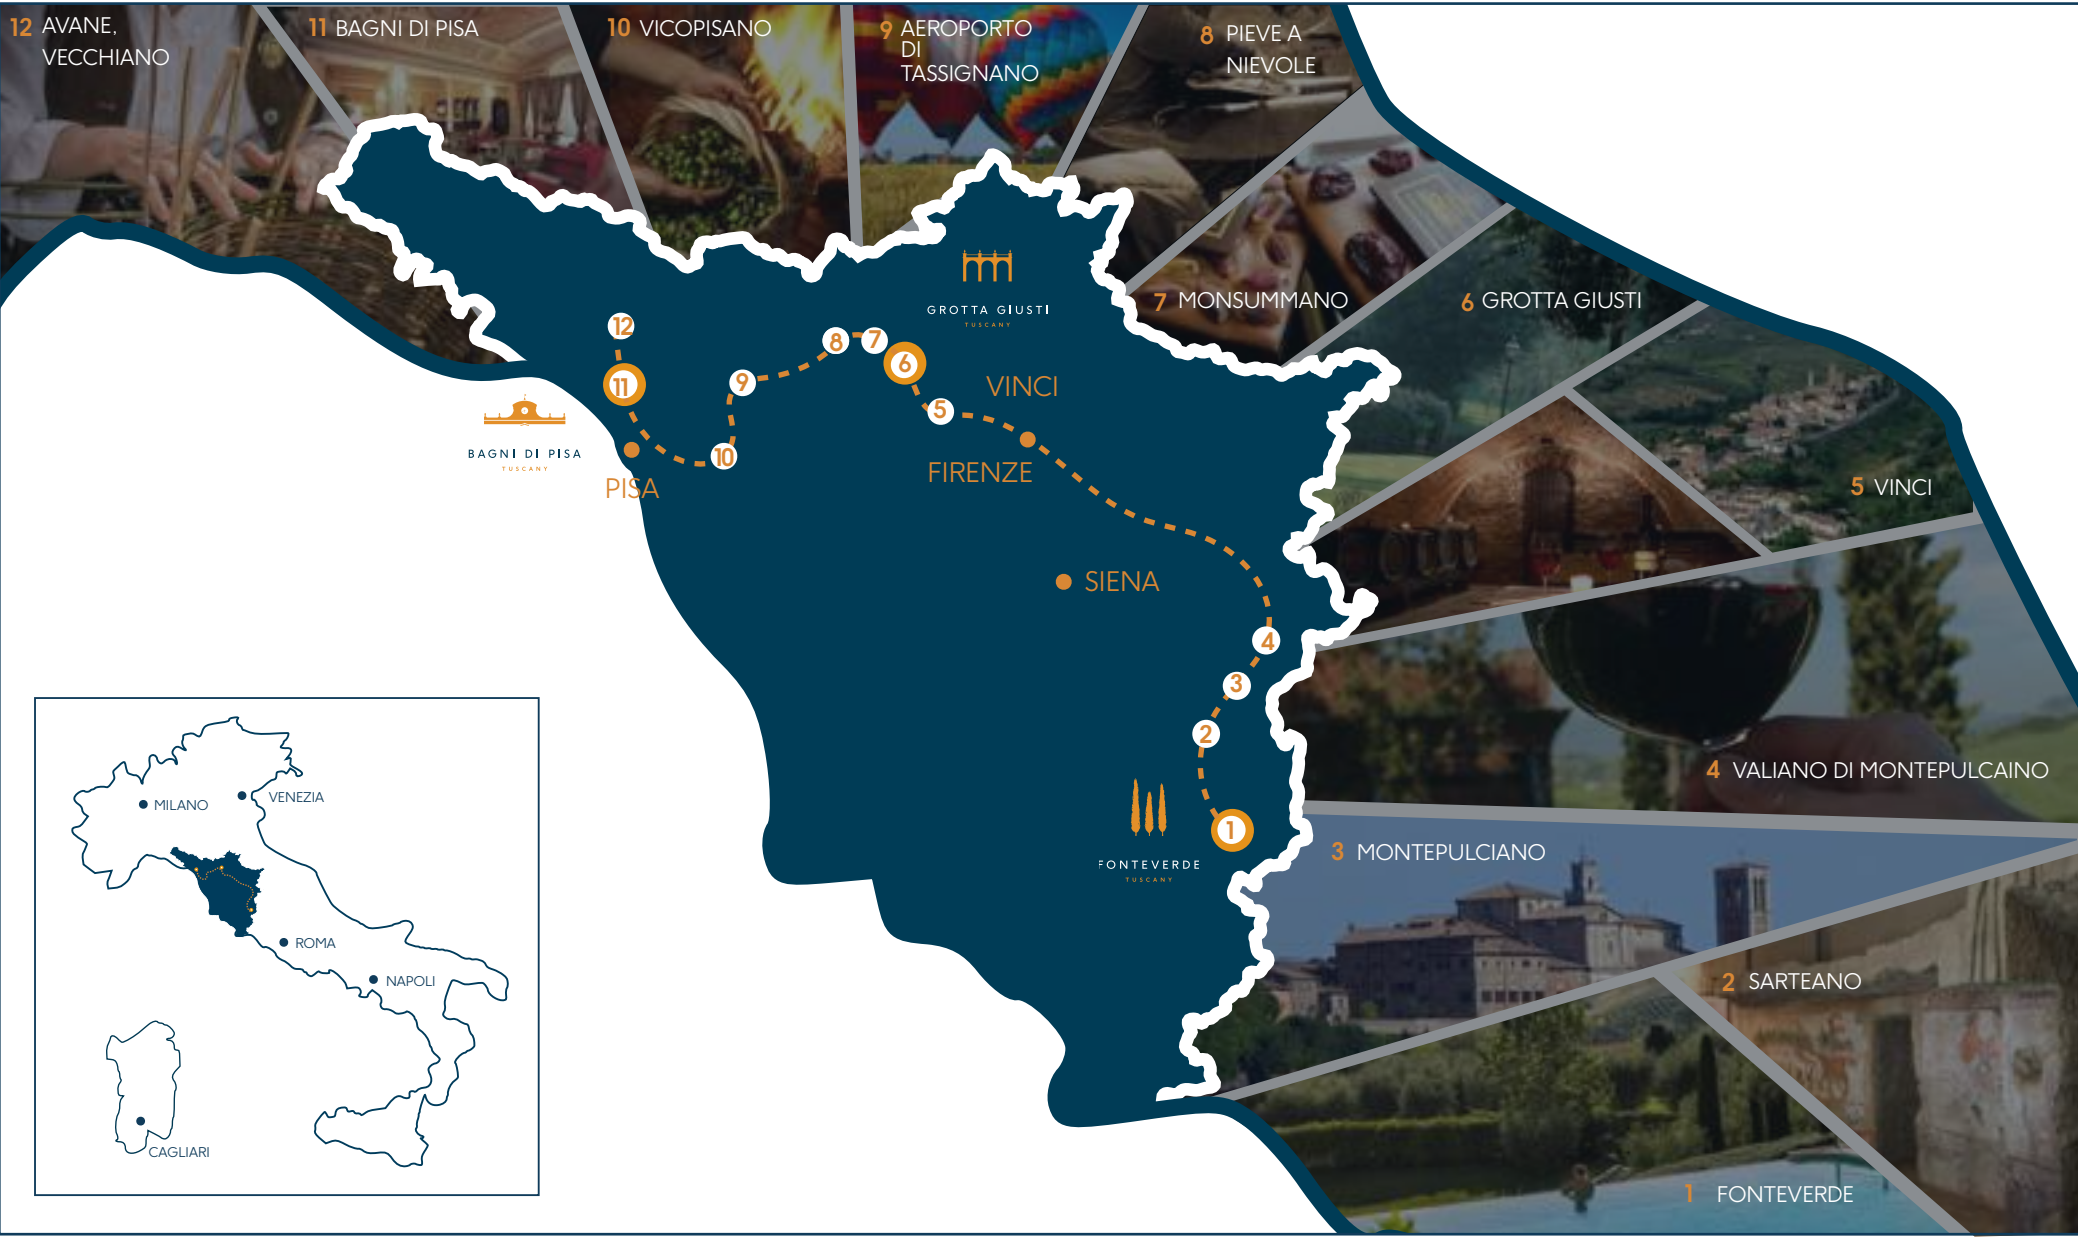 12 AVANE,
VECCHIANO
11 BAGNI DI PISA
10 VICOPISANO
9 AEROPORTO
DI
TASSIGNANO
8 PIEVE A
NIEVOLE
7 MONSUMMANO
6 GROTTA GIUSTI
5 VINCI
4 VALIANO DI MONTEPULCAINO
3 MONTEPULCIANO
2 SARTEANO
1 FONTEVERDE
GROTTA GIUSTI
TUSCANY
12
11
10
9
8
7
6
5
VINCI
FIRENZE
BAGNI DI PISA
TUSCANY
PISA
SIENA
4
3
2
1
FONTEVERDE
TUSCANY
MILANO
VENEZIA
ROMA
NAPOLI
CAGLIARI